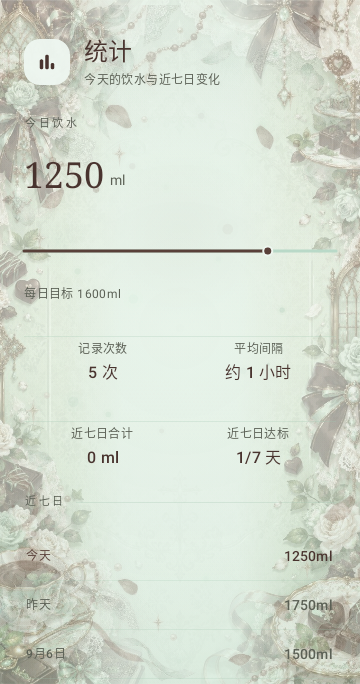 统计
今天的饮水与近七日变化
今日饮水
1250 ml
每日目标 1600ml
记录次数 平均间隔
5 次 约 1 小时
近七日合计 近七日达标
0 ml 1/7 天
近七日
今天 1250ml
昨天 1750ml
9月6日 1500ml